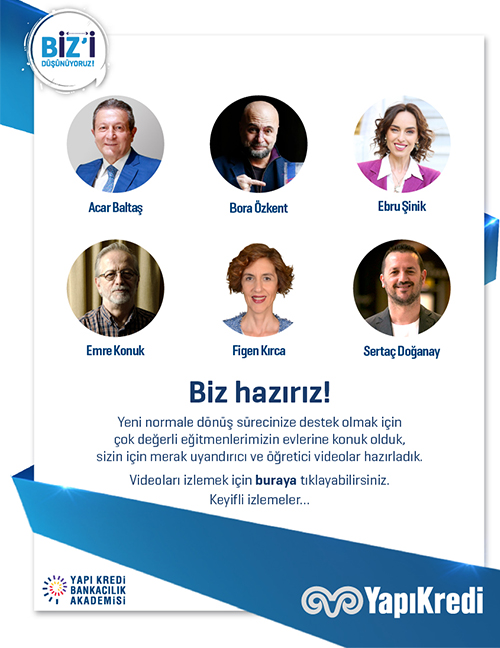 BİZ'İ
DÜŞÜNÜYORUZ!
Acar Baltaş
Bora Özkent
Ebru Şinik
Emre Konuk
Figen Kırca
Sertaç Doğanay
Biz hazırız!
Yeni normale dönüş sürecinize destek olmak için
çok değerli eğitmenlerimizin evlerine konuk olduk,
sizin için merak uyandırıcı ve öğretici videolar hazırladık.
Videoları izlemek için buraya tıklayabilirsiniz.
Keyifli izlemeler...
YAPI KREDİ
BANKACILIK
AKADEMİSİ
YapıKredi